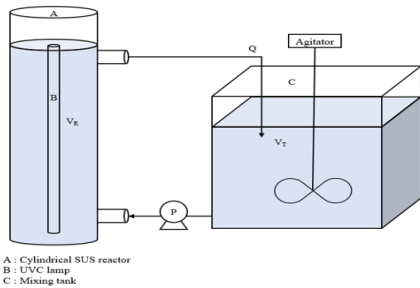 A
Q
Agitator
C
B
V_R
V_T
P
A : Cylindrical SUS reactor
B : UVC lamp
C : Mixing tank